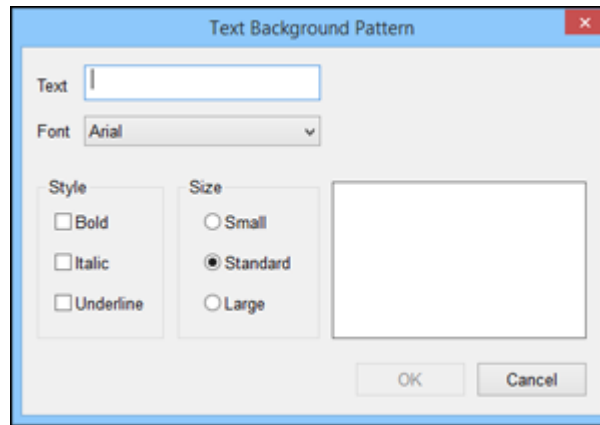 Text Background Pattern
Text
Font Arial
Style Size
Bold Small
Italic Standard
Underline Large
OK Cancel